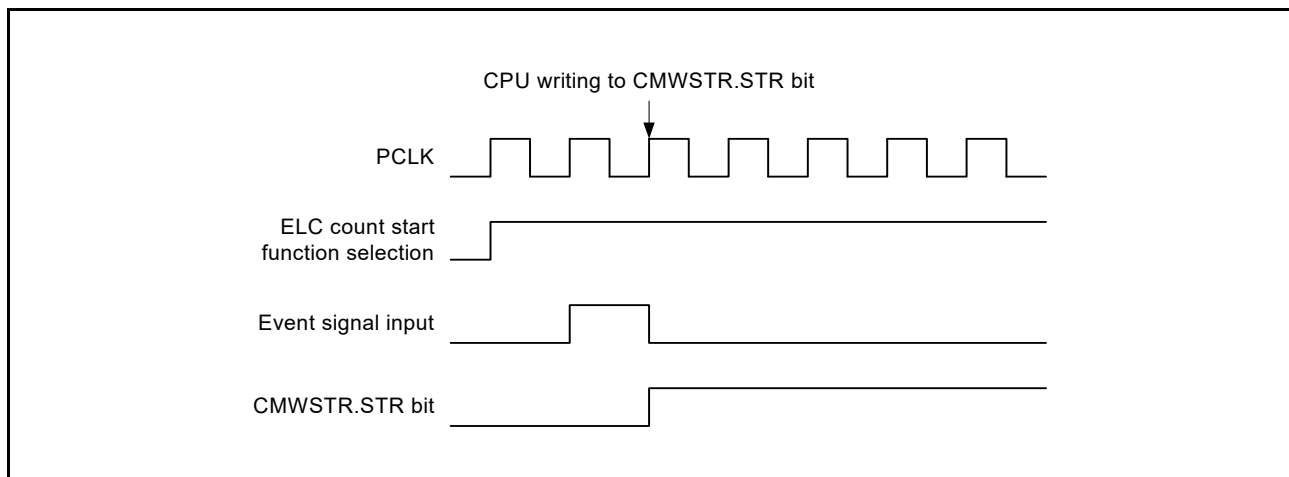 CPU writing to CMWSTR.STR bit
PCLK
ELC count start
function selection
Event signal input
CMWSTR.STR bit